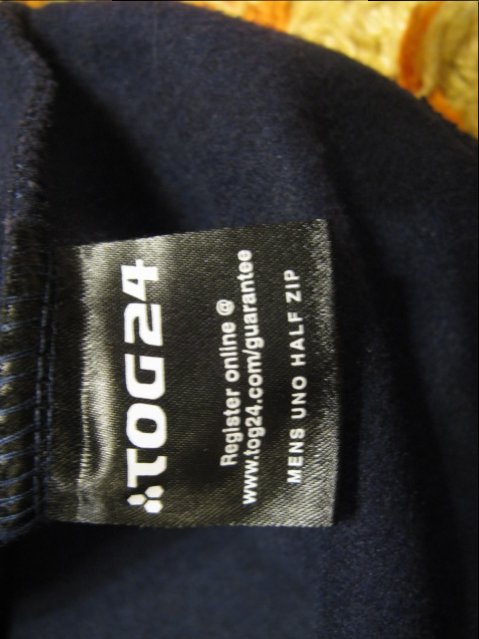 TOG24
Register online @
www.tog24.com/guarantee
MENS UNO HALF ZIP